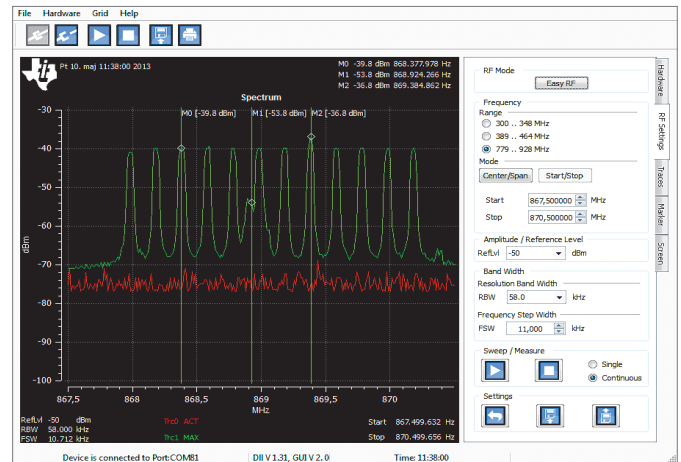 File Hardware Grid Help
Pt 10. maj 11:38:00 2013
M0 -39.8 dBm 868.377.978 Hz
M1 -53.8 dBm 868.924.266 Hz
M2 -36.8 dBm 869.384.862 Hz
Spectrum
M0 [-39.8 dBm] M1 [-53.8 dBm] M2 [-36.8 dBm]
-30
-40
-50
-60
-70
-80
-90
-100
dBm
867,5 868 868,5 869 869,5 870
MHz
RefLvl -50 dBm
RBW 58.000 kHz
FSW 10.712 kHz
Trc0 ACT
Trc1 MAX
Start 867.499.632 Hz
Stop 870.499.656 Hz
RF Mode
Easy RF
Frequency
Range
300 .. 348 MHz
389 .. 464 MHz
779 .. 928 MHz
Mode
Center/Span Start/Stop
Start 867,500000 MHz
Stop 870,500000 MHz
Amplitude / Reference Level
RefLvl -50 dBm
Band Width
Resolution Band Width
RBW 58.0 kHz
Frequency Step Width
FSW 11,000 kHz
Sweep / Measure
Single
Continuous
Settings
Hardware
RF Settings
Traces
Marker
Screen
Device is connected to Port:COM81 DII V 1.31, GUI V 2. 0 Time: 11:38:00